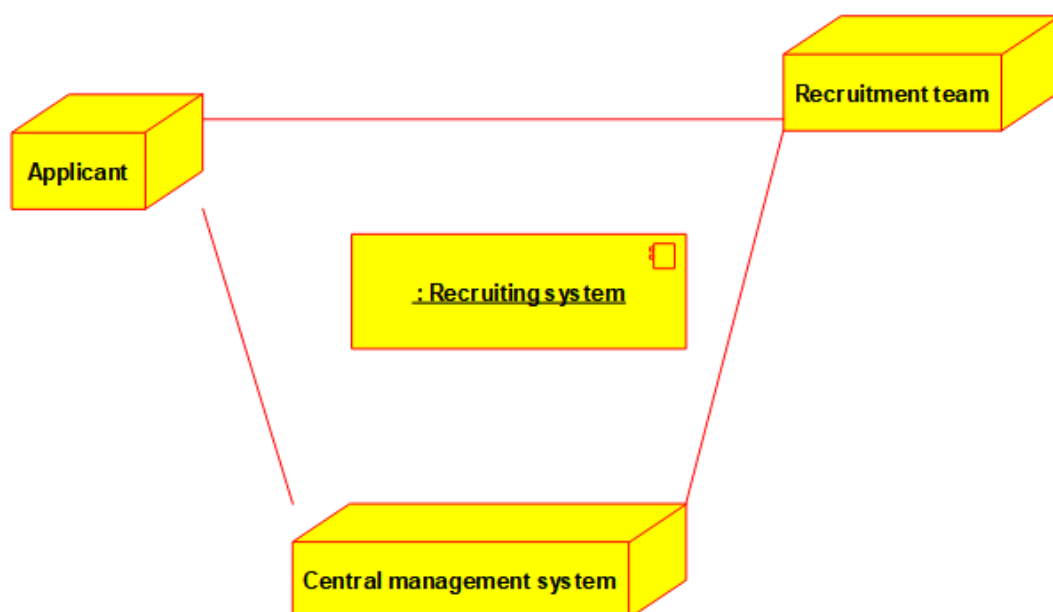 Recruitment team
Applicant
: Recruiting system
Central management system